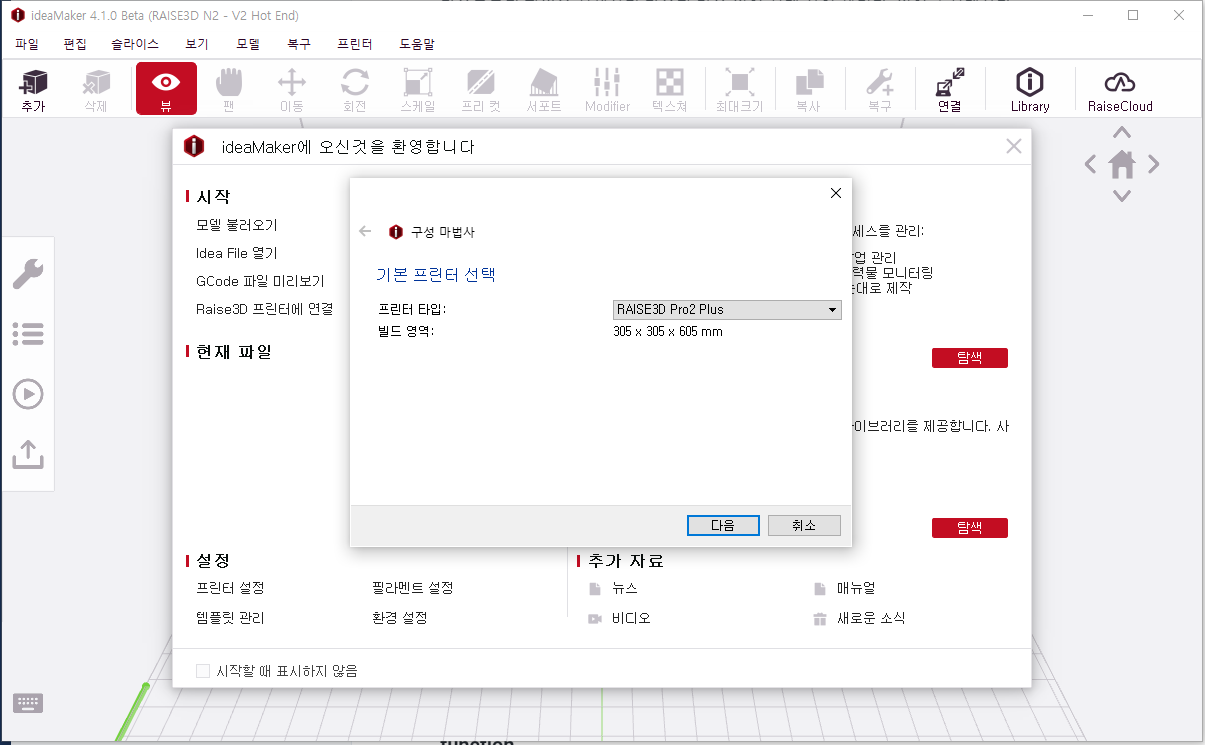 ideaMaker 4.1.0 Beta (RAISE3D N2 - V2 Hot End)
파일 편집 슬라이스 보기 모델 복구 프린터 도움말
추가 삭제 뷰 팬 이동 회전 스케일 프리 컷 서포트 Modifier 텍스쳐 최대크기 복사 복구 연결 Library RaiseCloud
ideaMaker에 오신것을 환영합니다
시작
모델 불러오기
Idea File 열기
GCode 파일 미리보기
Raise3D 프린터에 연결
현재 파일
구성 마법사
기본 프린터 선택
프린터 타입: RAISE3D Pro2 Plus
빌드 영역: 305 x 305 x 605 mm
다음 취소
세스를 관리:
업 관리
력물 모니터링
대로 제작
탐색
이브러리를 제공합니다. 사
탐색
설정
프린터 설정 필라멘트 설정
템플릿 관리 환경 설정
추가 자료
뉴스 매뉴얼
비디오 새로운 소식
시작할 때 표시하지 않음
function